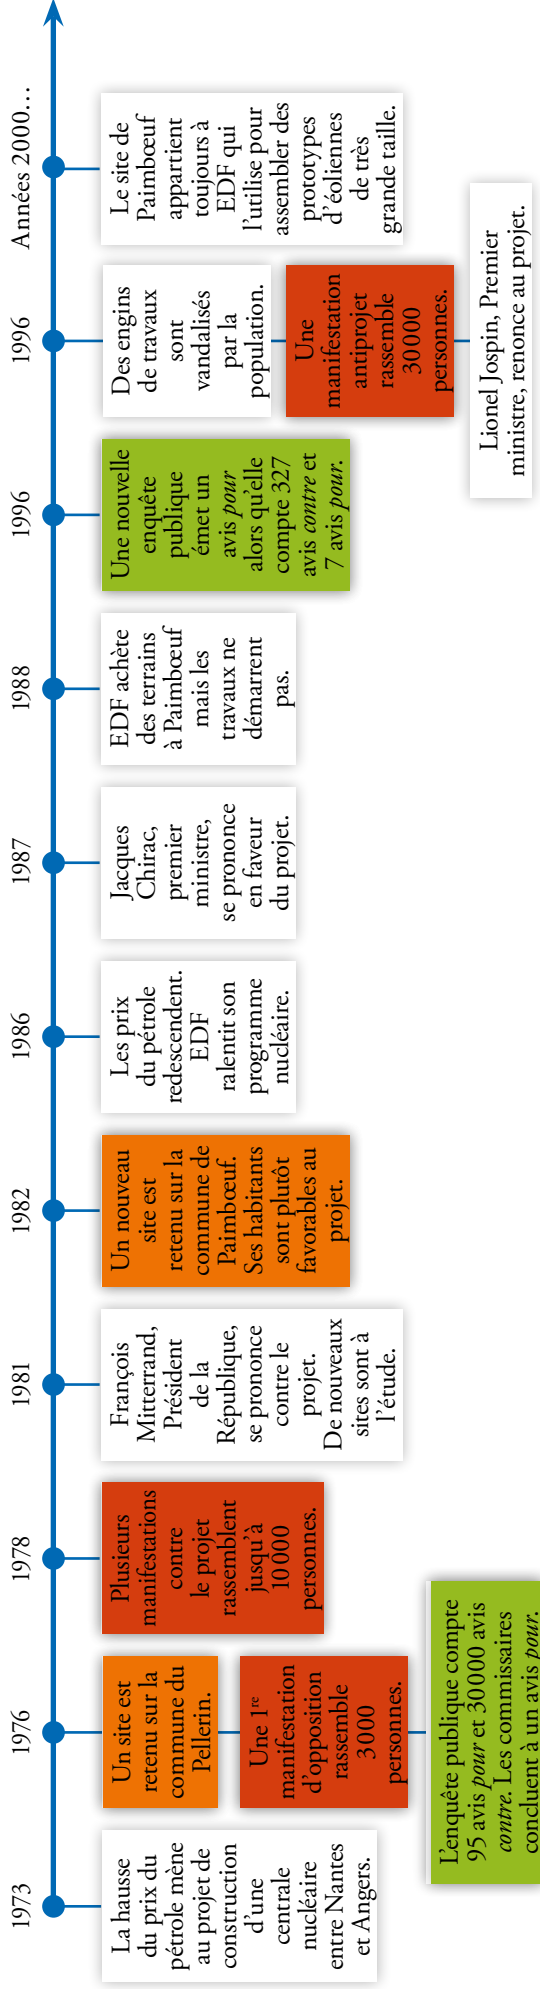 1973
La hausse
du prix du
pétrole mène
au projet de
construction
d'une
centrale
nucléaire
entre Nantes
et Angers.
1976
Un site est
retenu sur la
commune du
Pellerin.
Une 1re
manifestation
d'opposition
rassemble
3000
personnes.
L'enquête publique compte
95 avis pour et 30000 avis
contre. Les commissaires
concluent à un avis pour.
1978
Plusieurs
manifestations
contre
le projet
rassemblent
jusqu'à
10000
personnes.
1981
François
Mitterrand,
Président
de la
République,
se prononce
contre le
projet.
De nouveaux
sites sont à
l'étude.
1982
Un nouveau
site est
retenu sur la
commune de
Paimbœuf.
Ses habitants
sont plutôt
favorables au
projet.
1986
Les prix
du pétrole
redescendent.
EDF
ralentit son
programme
nucléaire.
1987
Jacques
Chirac,
premier
ministre,
se prononce
en faveur
du projet.
1988
EDF achète
des terrains
à Paimbœuf
mais les
travaux ne
démarrent
pas.
1996
Une nouvelle
enquête
publique
émet un
avis pour
alors qu'elle
compte 327
avis contre et
7 avis pour.
1996
Des engins
de travaux
sont
vandalisés
par la
population.
Une
manifestation
antiprojet
rassemble
30000
personnes.
Lionel Jospin, Premier
ministre, renonce au projet.
Années 2000…
Le site de
Paimbœuf
appartient
toujours à
EDF qui
l'utilise pour
assembler des
prototypes
d'éoliennes
de très
grande taille.